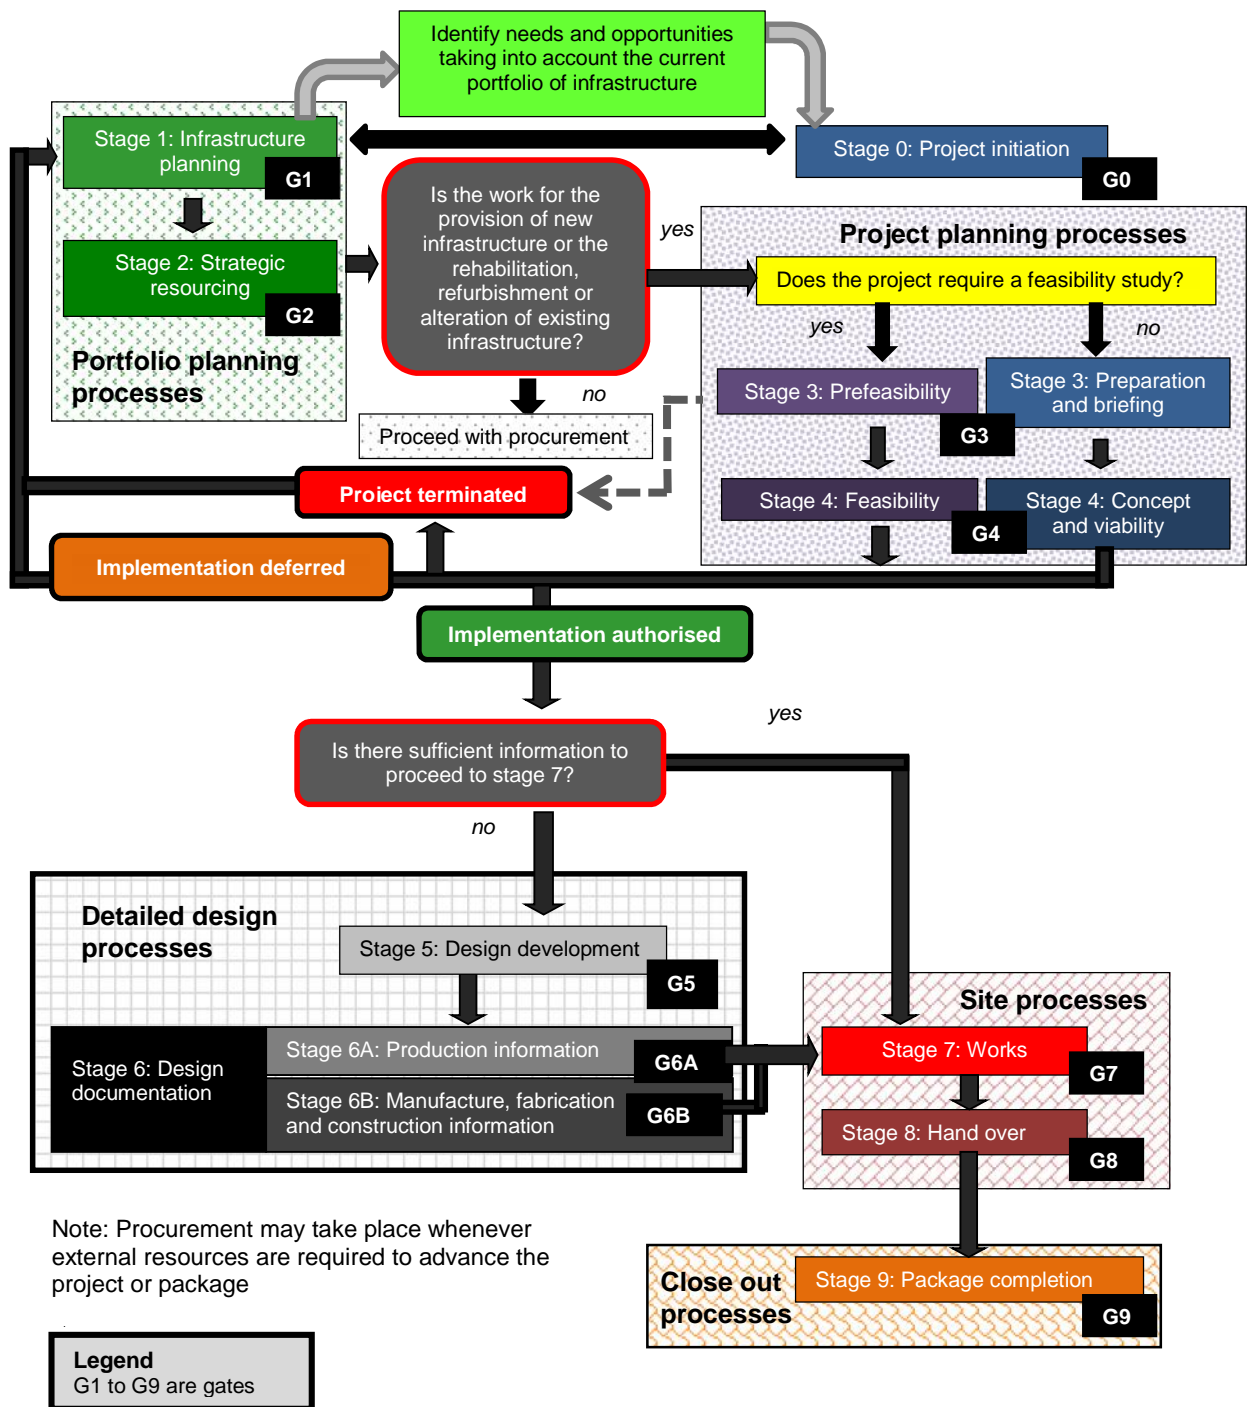 Identify needs and opportunities
taking into account the current
portfolio of infrastructure
Stage 1: Infrastructure
planning
G1
Stage 0: Project initiation
G0
Stage 2: Strategic
resourcing
G2
Portfolio planning
processes
Is the work for the
provision of new
infrastructure or the
rehabilitation,
refurbishment or
alteration of existing
infrastructure?
yes
no
Proceed with procurement
Project planning processes
Does the project require a feasibility study?
yes
no
Stage 3: Prefeasibility
Stage 3: Preparation
and briefing
G3
Stage 4: Feasibility
Stage 4: Concept
and viability
G4
Project terminated
Implementation deferred
Implementation authorised
Is there sufficient information to
proceed to stage 7?
yes
no
Detailed design
processes
Stage 5: Design development
G5
Stage 6: Design
documentation
Stage 6A: Production information
G6A
Stage 6B: Manufacture, fabrication
and construction information
G6B
Site processes
Stage 7: Works
G7
Stage 8: Hand over
G8
Close out
processes
Stage 9: Package completion
G9
Note: Procurement may take place whenever
external resources are required to advance the
project or package
Legend
G1 to G9 are gates